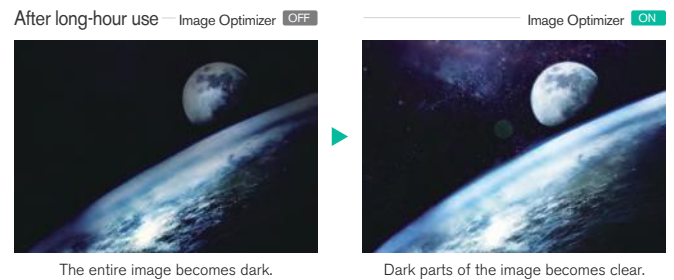 After long-hour use Image Optimizer OFF
Image Optimizer ON
The entire image becomes dark.
Dark parts of the image becomes clear.